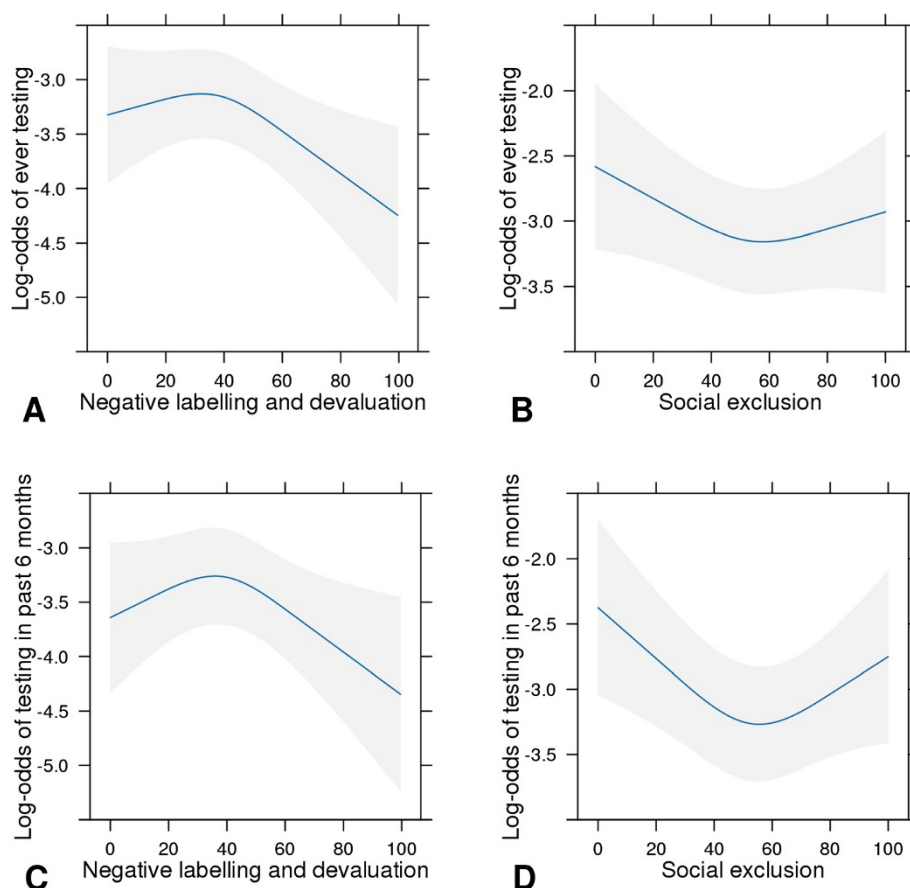 Log-odds of ever testing
-3.0
-3.5
-4.0
-4.5
-5.0
0 20 40 60 80 100
A Negative labelling and devaluation
Log-odds of ever testing
-2.0
-2.5
-3.0
-3.5
0 20 40 60 80 100
B Social exclusion
Log-odds of testing in past 6 months
-3.0
-3.5
-4.0
-4.5
-5.0
0 20 40 60 80 100
C Negative labelling and devaluation
Log-odds of testing in past 6 months
-2.0
-2.5
-3.0
-3.5
0 20 40 60 80 100
D Social exclusion